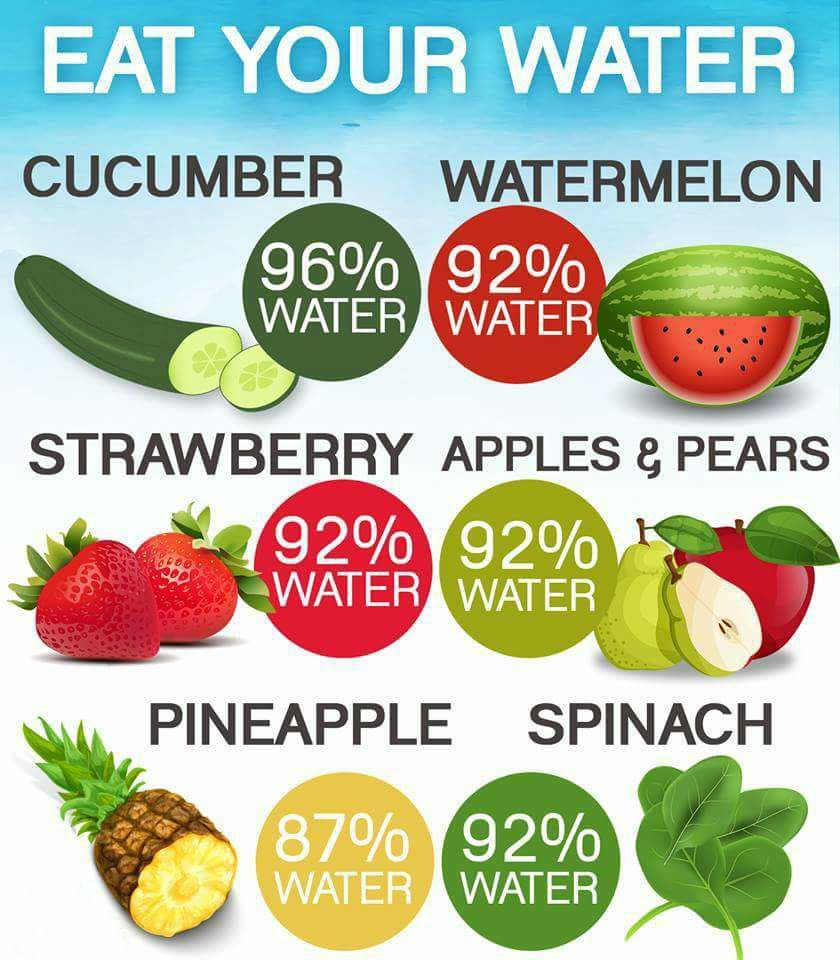 EAT YOUR WATER
CUCUMBER
96%
WATER
WATERMELON
92%
WATER
STRAWBERRY
92%
WATER
APPLES & PEARS
92%
WATER
PINEAPPLE
87%
WATER
SPINACH
92%
WATER